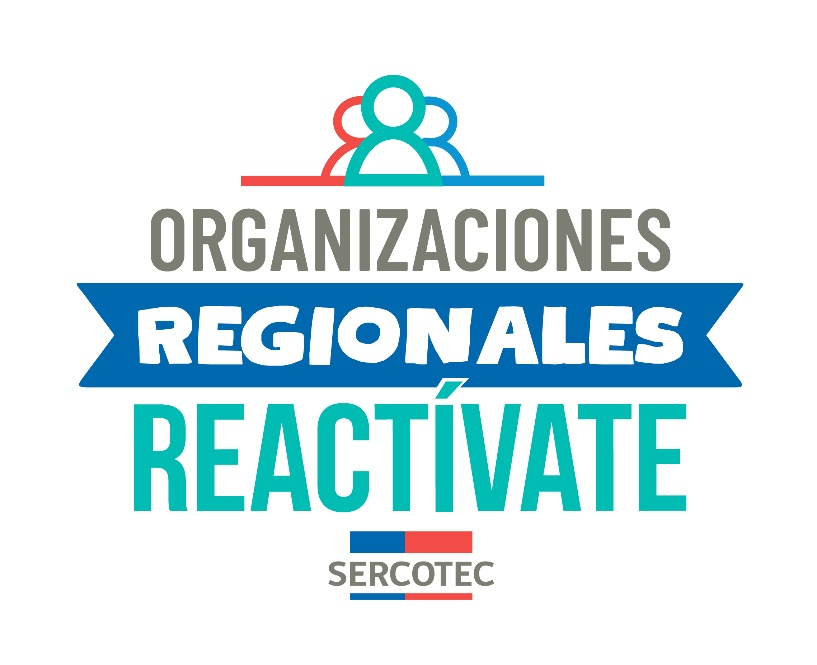 ORGANIZACIONES
REGIONALES
REACTÍVATE
SERCOTEC